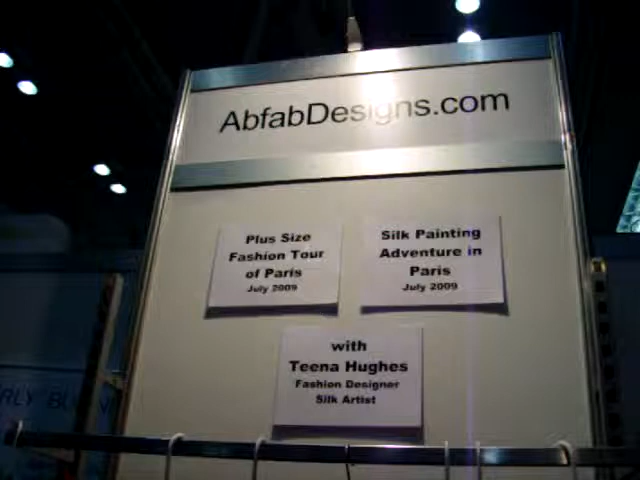 AbfabDesigns.com
Plus Size
Fashion Tour
of Paris
July 2009
Silk Painting
Adventure in
Paris
July 2009
with
Teena Hughes
Fashion Designer
Silk Artist